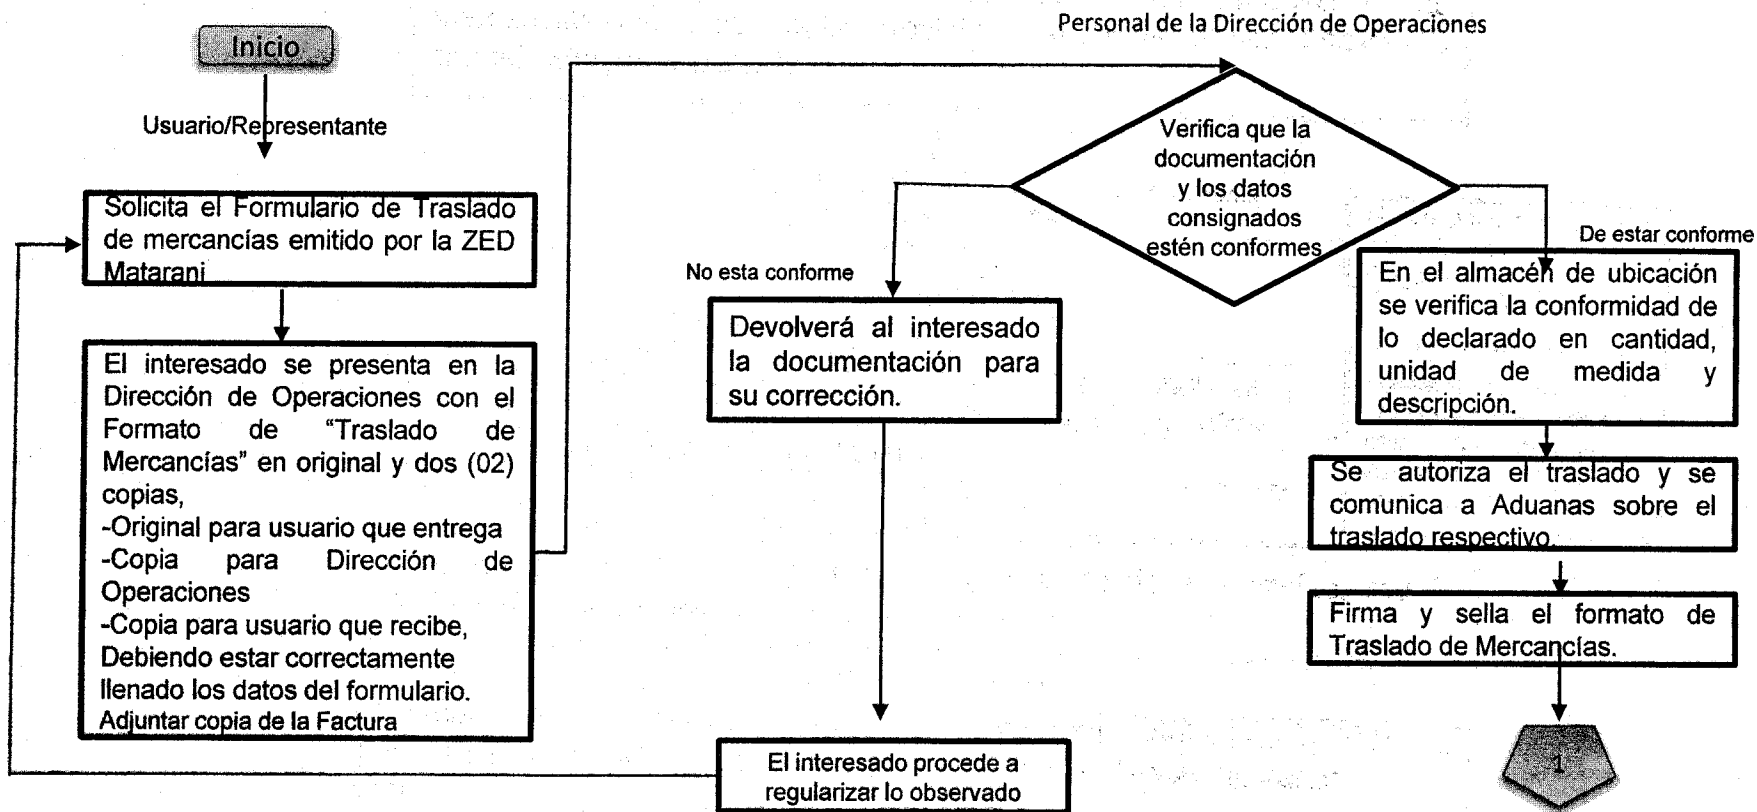 Inicio
Usuario/Representante
Solicita el Formulario de Traslado
de mercancías emitido por la ZED
Matarani
El interesado se presenta en la
Dirección de Operaciones con el
Formato de “Traslado de
Mercancías” en original y dos (02)
copias,
-Original para usuario que entrega
-Copia para Dirección de
Operaciones
-Copia para usuario que recibe,
Debiendo estar correctamente
llenado los datos del formulario.
Adjuntar copia de la Factura
Personal de la Dirección de Operaciones
Verifica que la
documentación
y los datos
consignados
estén conformes
No esta conforme
Devolverá al interesado
la documentación para
su corrección.
El interesado procede a
regularizar lo observado
De estar conforme
En el almacén de ubicación
se verifica la conformidad de
lo declarado en cantidad,
unidad de medida y
descripción.
Se autoriza el traslado y se
comunica a Aduanas sobre el
traslado respectivo.
Firma y sella el formato de
Traslado de Mercancías.
1